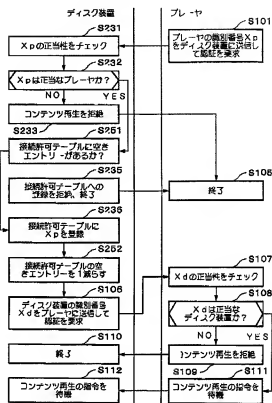 ディスク装置
プレーヤ
S231
Xpの正当性をチェック
S101
プレーヤの識別番号Xp
をディスク装置に送信し
て認証を要求
S232
Xpは正当なプレーヤか？
NO
YES
コンテンツ再生を拒絶
S233
S251
接続許可テーブルに空き
エントリーがあるか？
S235
接続許可テーブルへの
登録を拒絶、終了
S105
終了
S236
接続許可テーブル
にXpを登録
S252
接続許可テーブルの空
きエントリーを1減らす
S106
ディスク装置の識別番号
Xdをプレーヤに送信して
認証を要求
S107
Xdの正当性をチェック
S108
Xdは正当な
ディスク装置か？
NO
YES
S110
終了
コンテンツ再生を拒絶
S109
S111
S112
コンテンツ再生の指令を
待機
コンテンツ再生の指令を
待機